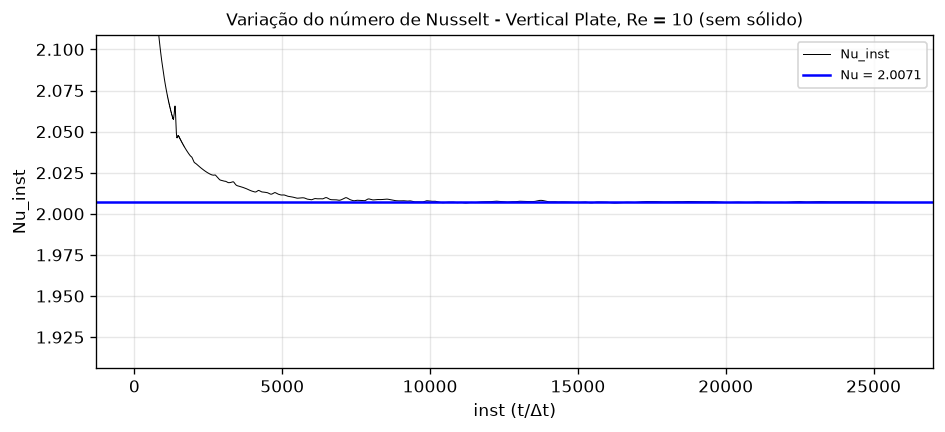 Variação do número de Nusselt - Vertical Plate, Re = 10 (sem sólido)
Nu_inst
Nu = 2.0071
2.100
2.075
2.050
2.025
2.000
1.975
1.950
1.925
Nu_inst
0 5000 10000 15000 20000 25000
inst (t/Δt)